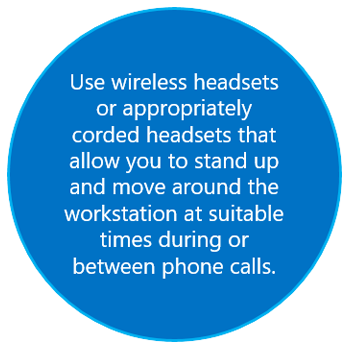 Use wireless headsets
or appropriately
corded headsets that
allow you to stand up
and move around the
workstation at suitable
times during or
between phone calls.